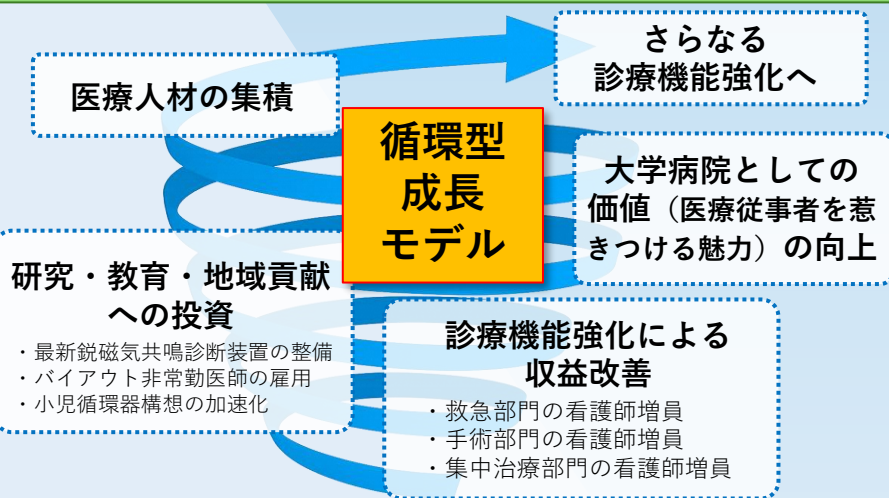 さらなる
診療機能強化へ
医療人材の集積
循環型
成長
モデル
大学病院としての
価値（医療従事者を惹
きつける魅力）の向上
研究・教育・地域貢献
への投資
・最新鋭磁気共鳴診断装置の整備
・バイアウト非常勤医師の雇用
・小児循環器構想の加速化
診療機能強化による
収益改善
・救急部門の看護師増員
・手術部門の看護師増員
・集中治療部門の看護師増員